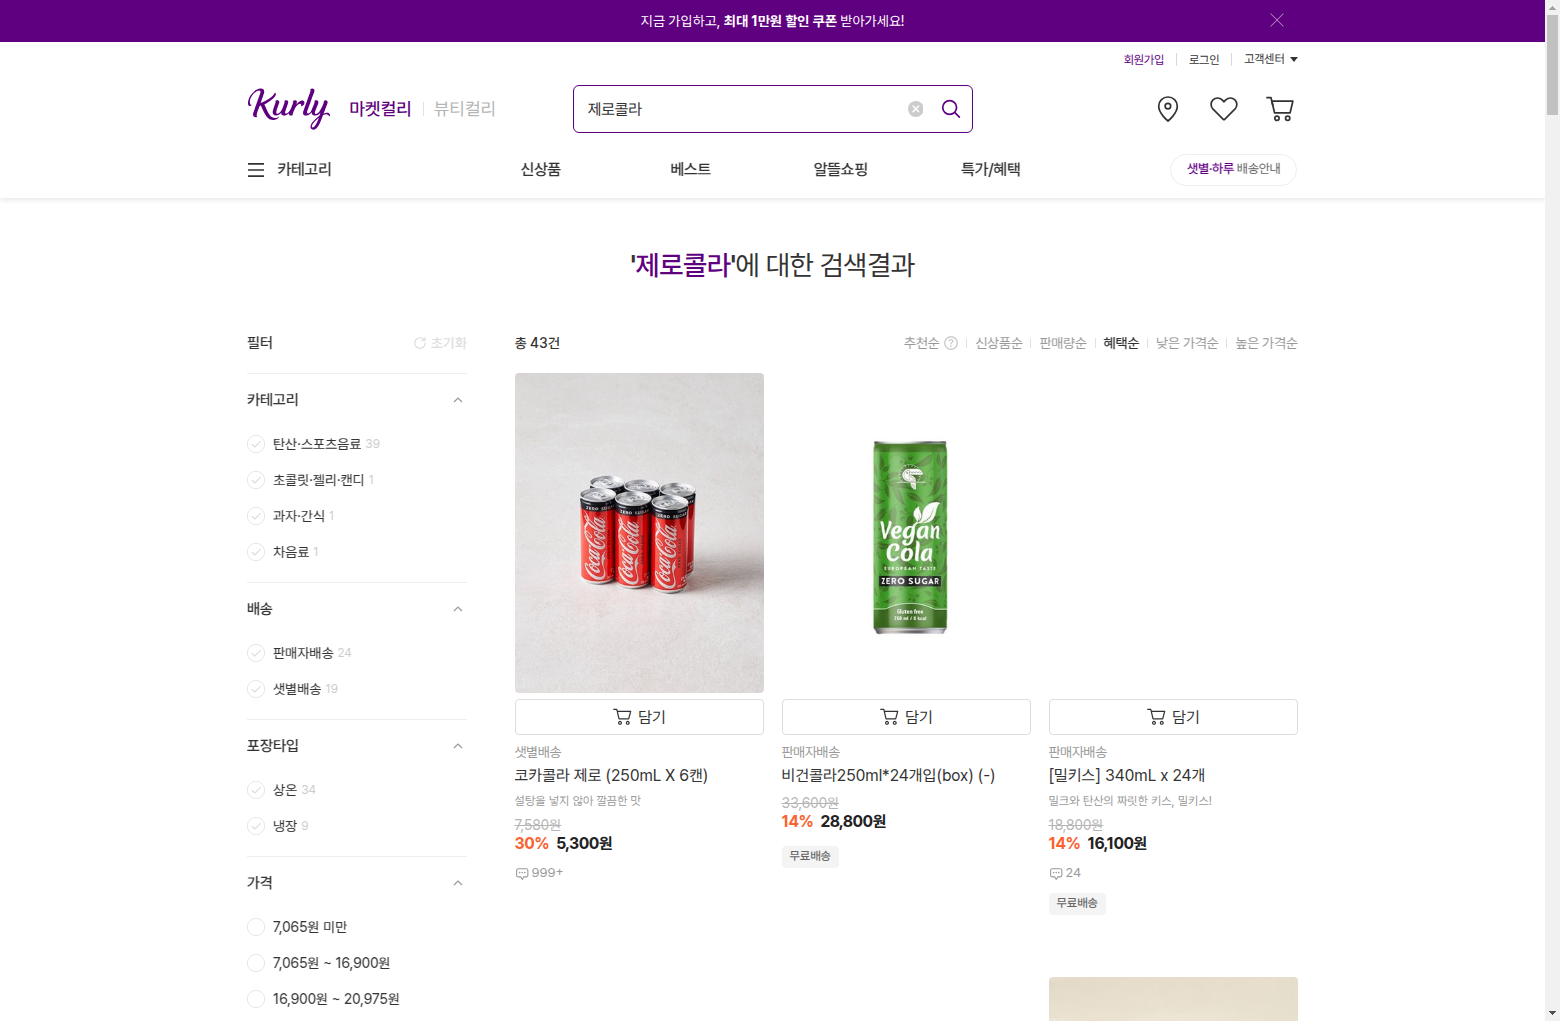 지금 가입하고, 최대 1만원 할인 쿠폰 받아가세요!
회원가입 로그인 고객센터
Kurly 마켓컬리 뷰티컬리 제로콜라
카테고리 신상품 베스트 알뜰쇼핑 특가/혜택 샛별·하루 배송안내
'제로콜라'에 대한 검색결과
필터 초기화
카테고리
탄산·스포츠음료 39
초콜릿·젤리·캔디 1
과자·간식 1
차음료 1
배송
판매자배송 24
샛별배송 19
포장타입
상온 34
냉장 9
가격
7,065원 미만
7,065원 ~ 16,900원
16,900원 ~ 20,975원
총 43건 추천순 ? 신상품순 판매량순 혜택순 낮은 가격순 높은 가격순
ZERO SUGAR
Coca-Cola Coca-Cola Coca-Cola
담기
샛별배송
코카콜라 제로 (250mL X 6캔)
설탕을 넣지 않아 깔끔한 맛
7,580원
30% 5,300원
999+
Vegan
Cola
EUROPEAN TASTE
ZERO SUGAR
Gluten free
담기
판매자배송
비건콜라250ml*24개입(box) (-)
33,600원
14% 28,800원
무료배송
담기
판매자배송
[밀키스] 340mL x 24개
밀크와 탄산의 짜릿한 키스, 밀키스!
18,800원
14% 16,100원
24
무료배송